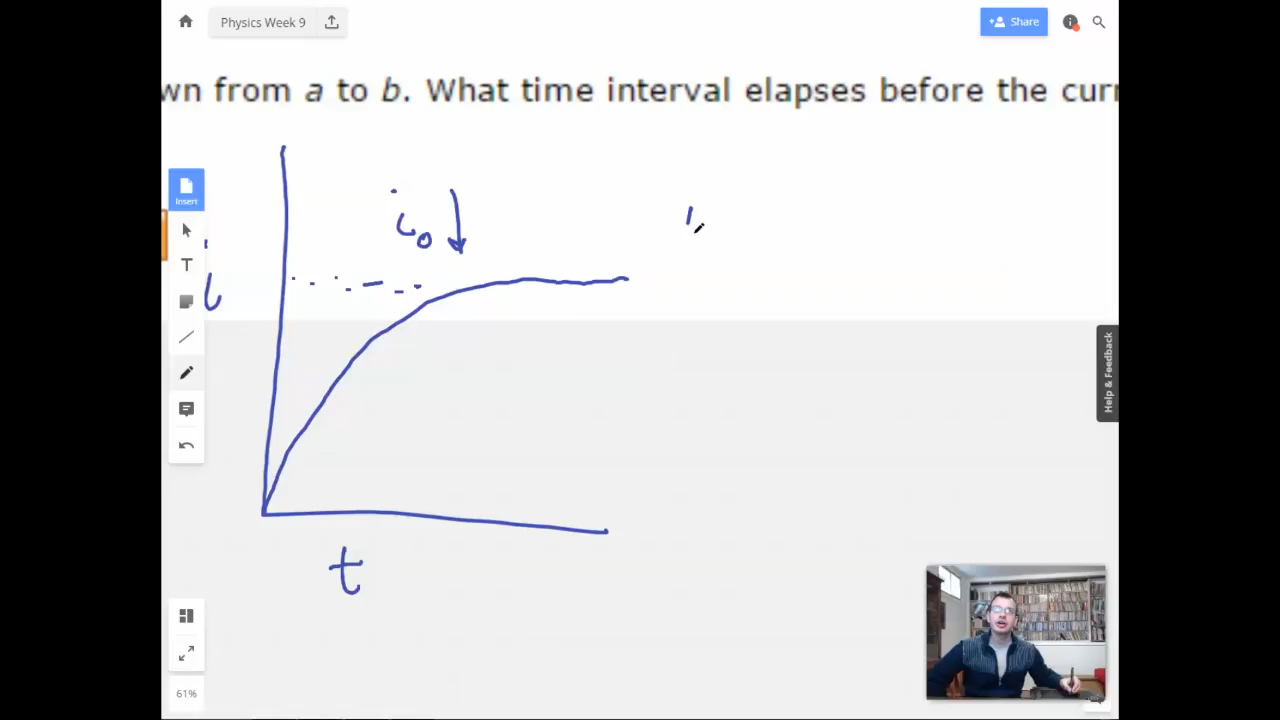 Physics Week 9
Share
wn from a to b. What time interval elapses before the curr
Insert
T
i₀
i
Help & Feedback
t
61%